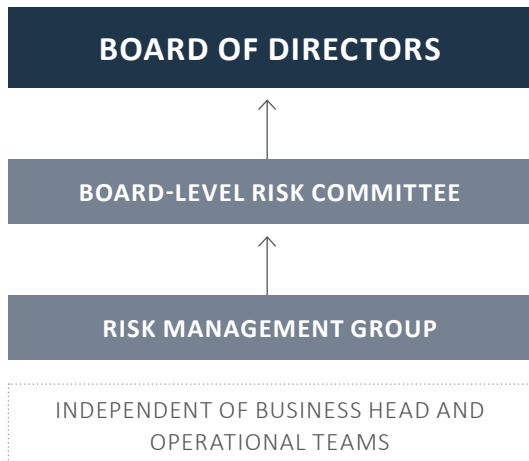 BOARD OF DIRECTORS
BOARD-LEVEL RISK COMMITTEE
RISK MANAGEMENT GROUP
INDEPENDENT OF BUSINESS HEAD AND
OPERATIONAL TEAMS